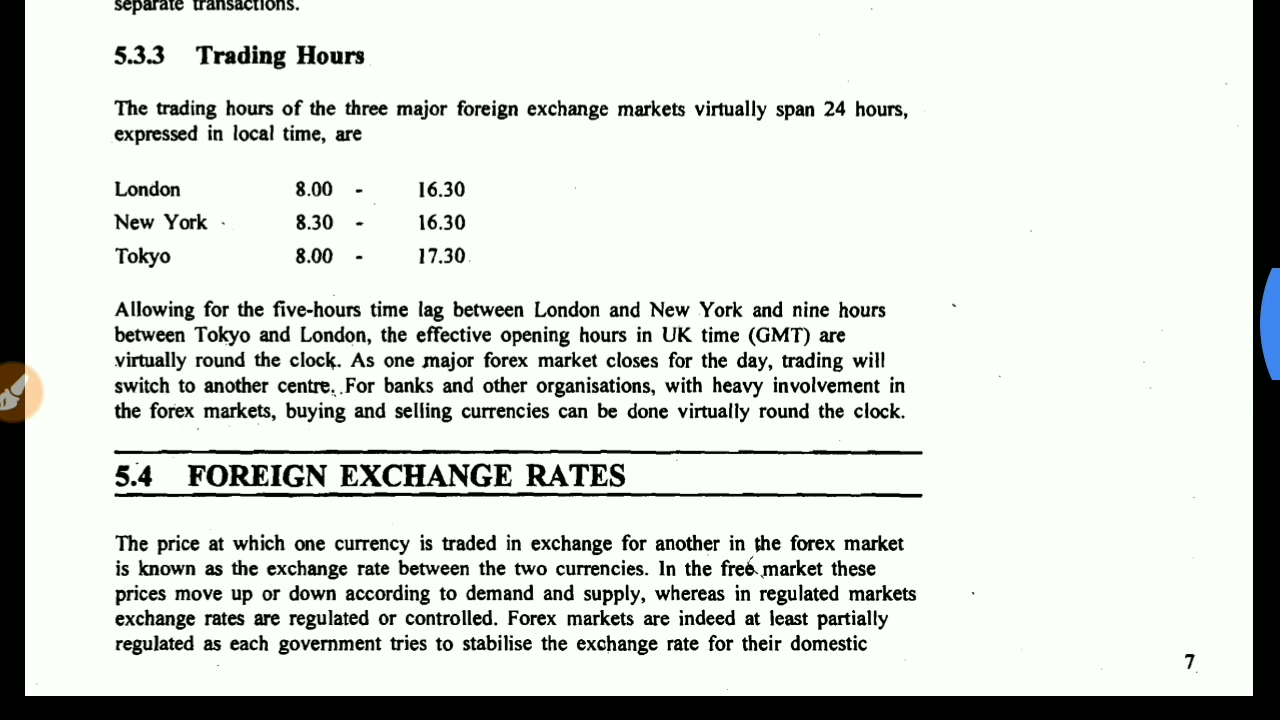 separate transactions.
5.3.3 Trading Hours
The trading hours of the three major foreign exchange markets virtually span 24 hours,
expressed in local time, are
London 8.00 - 16.30
New York 8.30 - 16.30
Tokyo 8.00 - 17.30
Allowing for the five-hours time lag between London and New York and nine hours
between Tokyo and London, the effective opening hours in UK time (GMT) are
virtually round the clock. As one major forex market closes for the day, trading will
switch to another centre. For banks and other organisations, with heavy involvement in
the forex markets, buying and selling currencies can be done virtually round the clock.
5.4 FOREIGN EXCHANGE RATES
The price at which one currency is traded in exchange for another in the forex market
is known as the exchange rate between the two currencies. In the free market these
prices move up or down according to demand and supply, whereas in regulated markets
exchange rates are regulated or controlled. Forex markets are indeed at least partially
regulated as each government tries to stabilise the exchange rate for their domestic
7